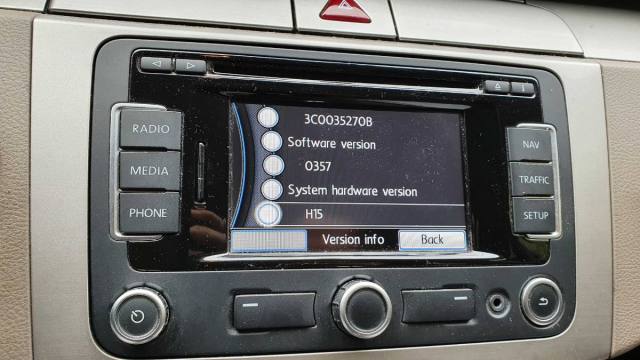 3C0035270B
RADIO
Software version
NAV
0357
MEDIA
TRAFFIC
System hardware version
PHONE
H15
SETUP
Version info
Back